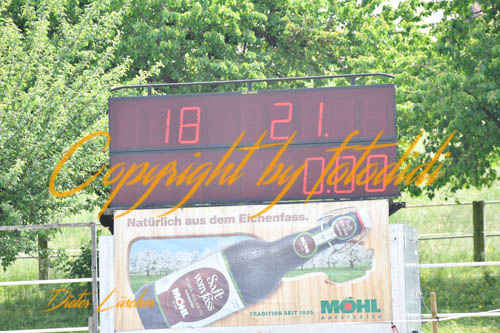 18 21.
0.00
Copyright by fotodidi
Natürlich aus dem Eichenfass.
Saft vom fass
MÖHL
TRADITION SEIT 1895
MÖHL
Dieter Lüscher